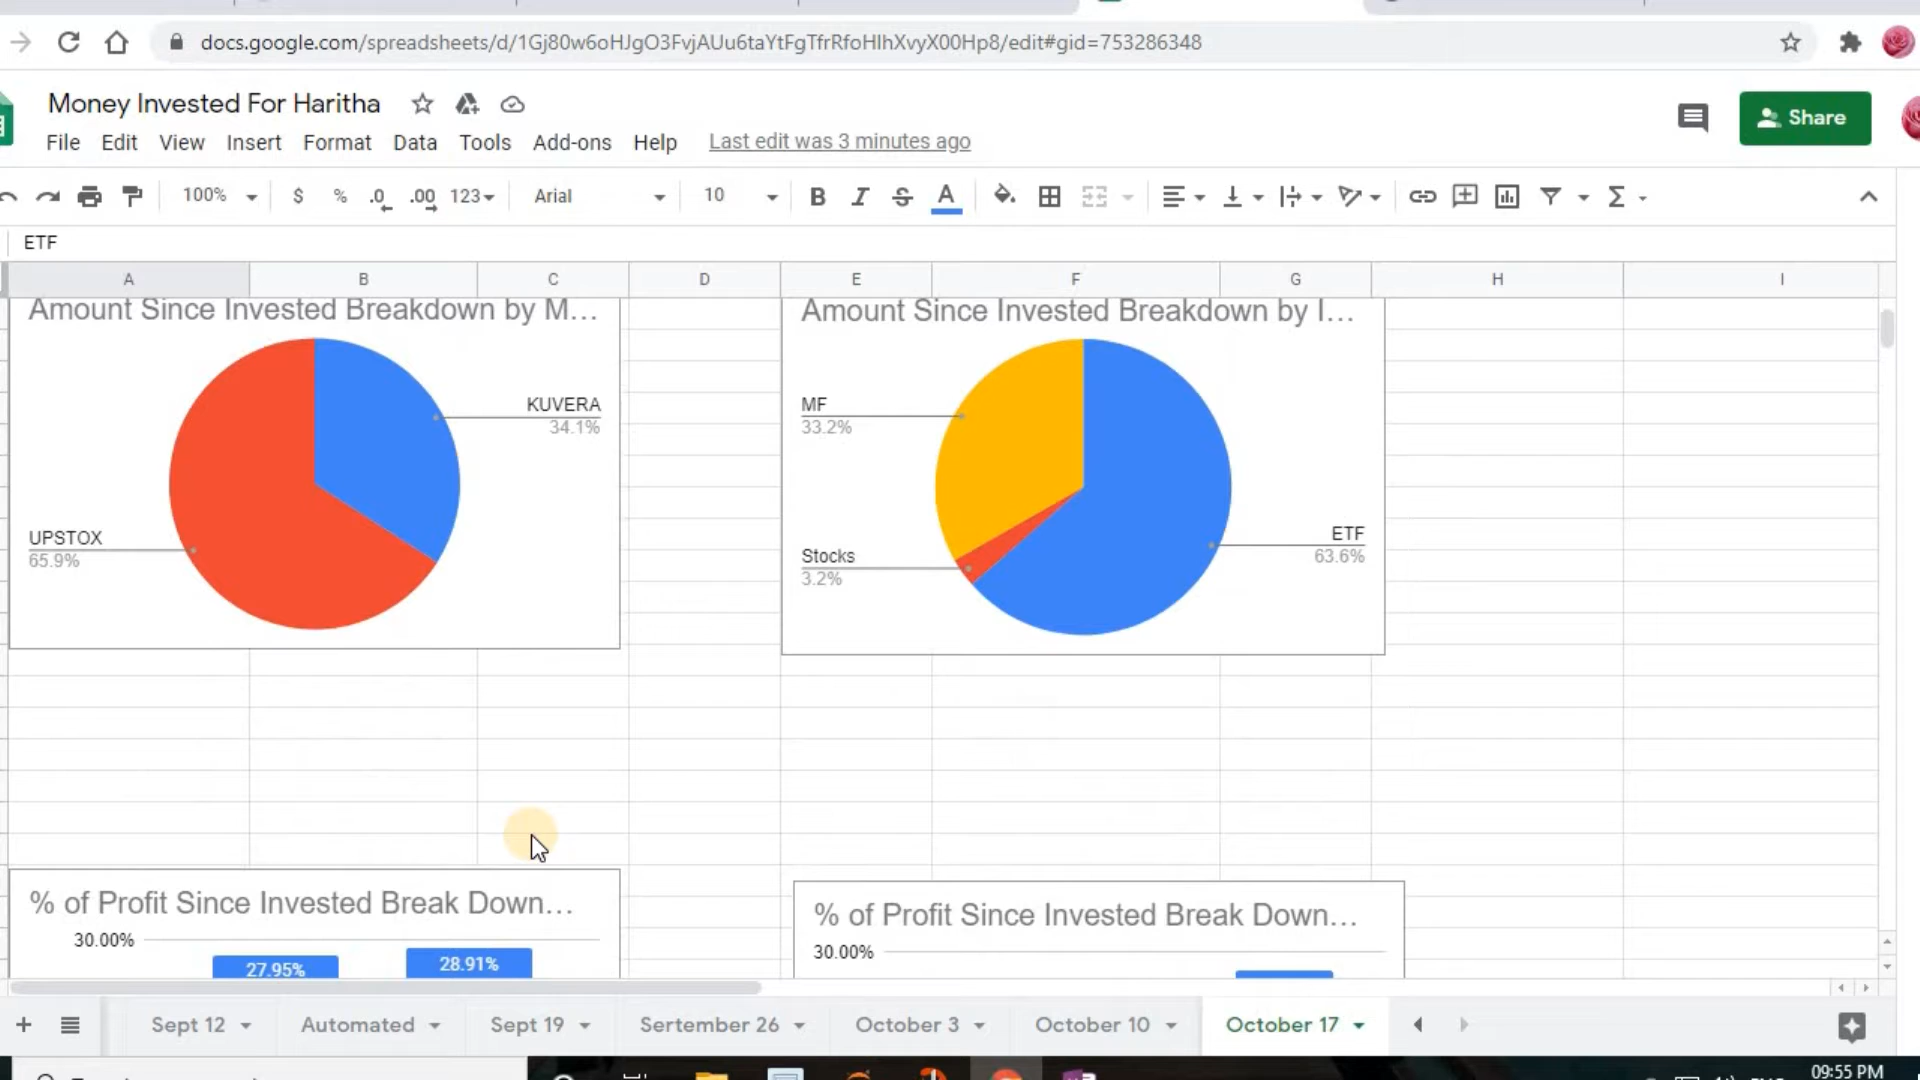 docs.google.com/spreadsheets/d/1Gj80w6oHJgO3FvjAUu6taYtFgTfrRfoHIhXvyX00Hp8/edit#gid=753286348
Money Invested For Haritha
Share
File Edit View Insert Format Data Tools Add-ons Help Last edit was 3 minutes ago
100% $ % .0 .00 123 Arial 10 B I S A
ETF
A B C D E F G H I
Amount Since Invested Breakdown by M...
KUVERA
34.1%
UPSTOX
65.9%
Amount Since Invested Breakdown by I...
MF
33.2%
ETF
63.6%
Stocks
3.2%
% of Profit Since Invested Break Down...
30.00%
27.95%
28.91%
% of Profit Since Invested Break Down...
30.00%
Sept 12 Automated Sept 19 Sertember 26 October 3 October 10 October 17
09:55 PM